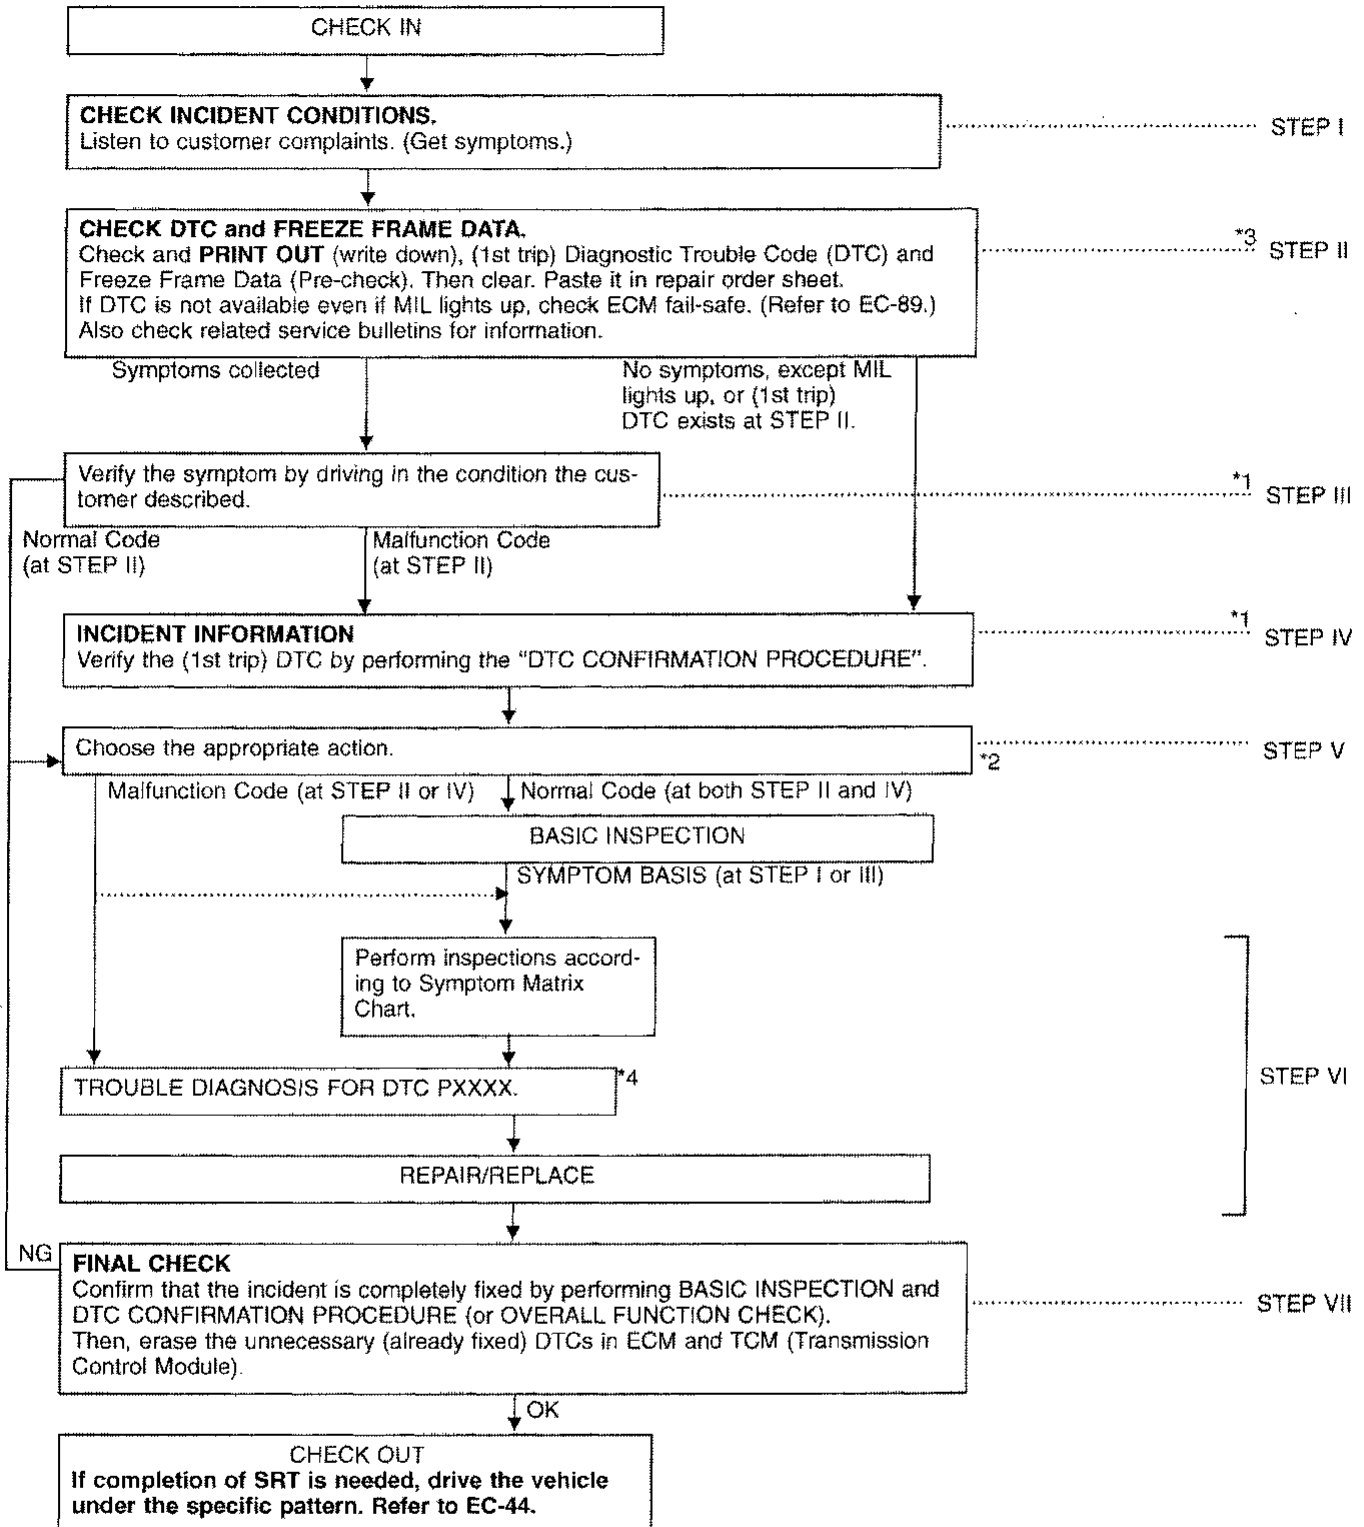 CHECK IN
CHECK INCIDENT CONDITIONS.
Listen to customer complaints. (Get symptoms.)
STEP I
CHECK DTC and FREEZE FRAME DATA.
Check and PRINT OUT (write down), (1st trip) Diagnostic Trouble Code (DTC) and
Freeze Frame Data (Pre-check). Then clear. Paste it in repair order sheet.
If DTC is not available even if MIL lights up, check ECM fail-safe. (Refer to EC-89.)
Also check related service bulletins for information.
*3 STEP II
Symptoms collected
No symptoms, except MIL
lights up, or (1st trip)
DTC exists at STEP II.
Verify the symptom by driving in the condition the cus-
tomer described.
*1 STEP III
Normal Code
(at STEP II)
Malfunction Code
(at STEP II)
INCIDENT INFORMATION
Verify the (1st trip) DTC by performing the "DTC CONFIRMATION PROCEDURE".
*1 STEP IV
Choose the appropriate action.
*2 STEP V
Malfunction Code (at STEP II or IV)
Normal Code (at both STEP II and IV)
BASIC INSPECTION
SYMPTOM BASIS (at STEP I or III)
Perform inspections accord-
ing to Symptom Matrix
Chart.
TROUBLE DIAGNOSIS FOR DTC PXXXX.
*4
STEP VI
REPAIR/REPLACE
NG
FINAL CHECK
Confirm that the incident is completely fixed by performing BASIC INSPECTION and
DTC CONFIRMATION PROCEDURE (or OVERALL FUNCTION CHECK).
Then, erase the unnecessary (already fixed) DTCs in ECM and TCM (Transmission
Control Module).
STEP VII
OK
CHECK OUT
If completion of SRT is needed, drive the vehicle
under the specific pattern. Refer to EC-44.